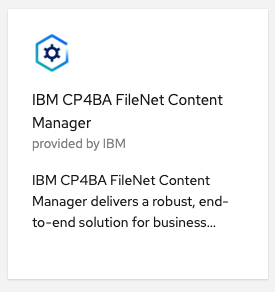 IBM CP4BA FileNet Content
Manager
provided by IBM
IBM CP4BA FileNet Content
Manager delivers a robust, end-
to-end solution for business...